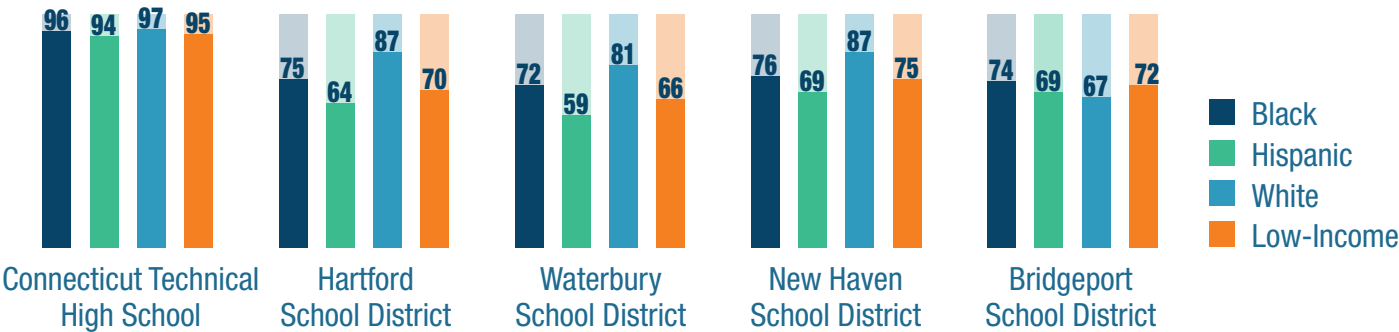 96 94 97 95
75 64 87 70
72 59 81 66
76 69 87 75
74 69 67 72
Connecticut Technical
High School
Hartford
School District
Waterbury
School District
New Haven
School District
Bridgeport
School District
Black
Hispanic
White
Low-Income